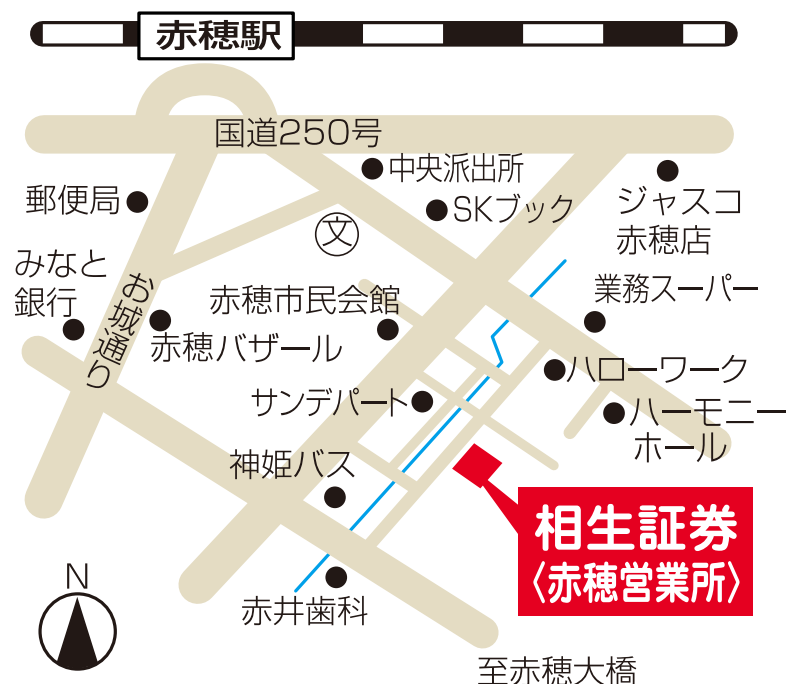 赤穂駅
国道250号
中央派出所
郵便局
SKブック
ジャスコ
赤穂店
文
みなと
銀行
お城通り
赤穂市民会館
業務スーパー
赤穂バザール
ハローワーク
サンデパート
ハーモニー
ホール
神姫バス
相生証券
〈赤穂営業所〉
N
赤井歯科
至赤穂大橋